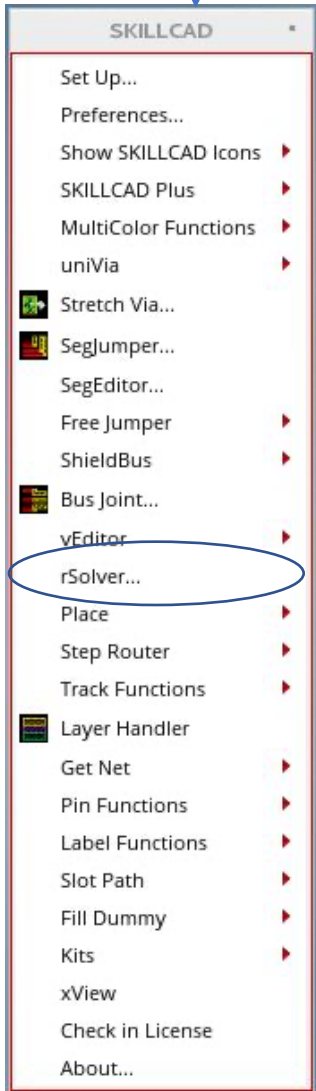 SKILLCAD
Set Up...
Preferences...
Show SKILLCAD Icons
SKILLCAD Plus
MultiColor Functions
uniVia
Stretch Via...
SegJumper...
SegEditor...
Free Jumper
ShieldBus
Bus Joint...
vEditor
rSolver...
Place
Step Router
Track Functions
Layer Handler
Get Net
Pin Functions
Label Functions
Slot Path
Fill Dummy
Kits
xView
Check in License
About...